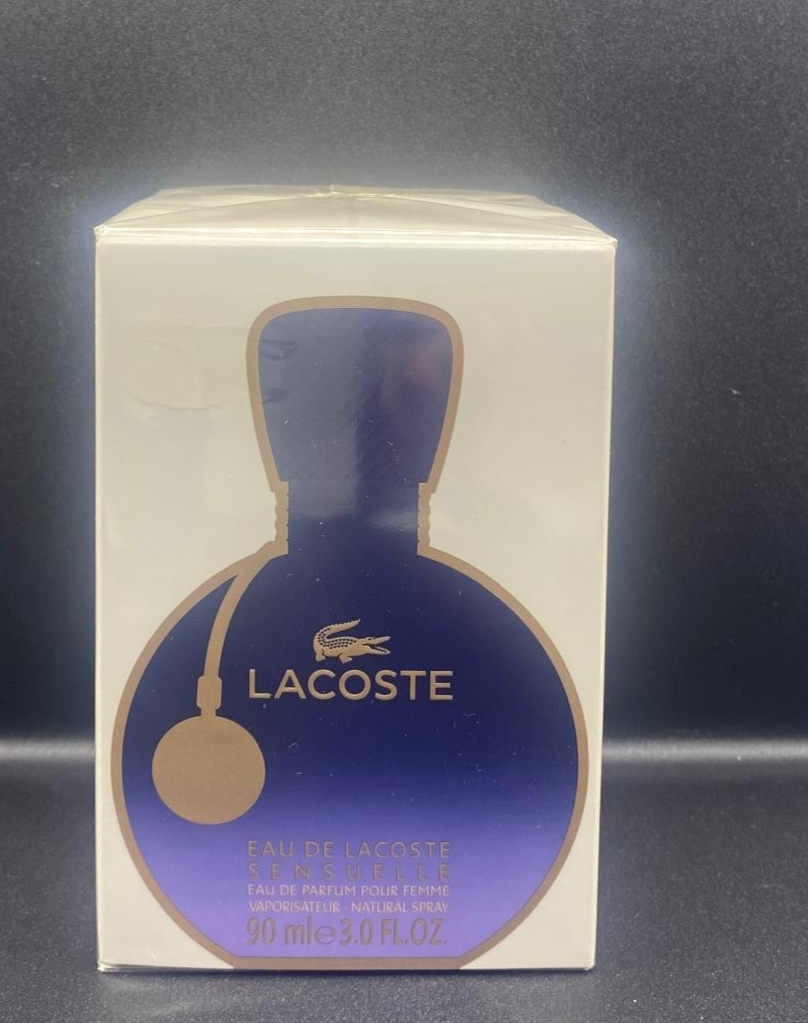 LACOSTE
EAU DE LACOSTE
SENSUELLE
EAU DE PARFUM POUR FEMME
VAPORISATEUR · NATURAL SPRAY
90 ml ℮ 3,0 FL.OZ.